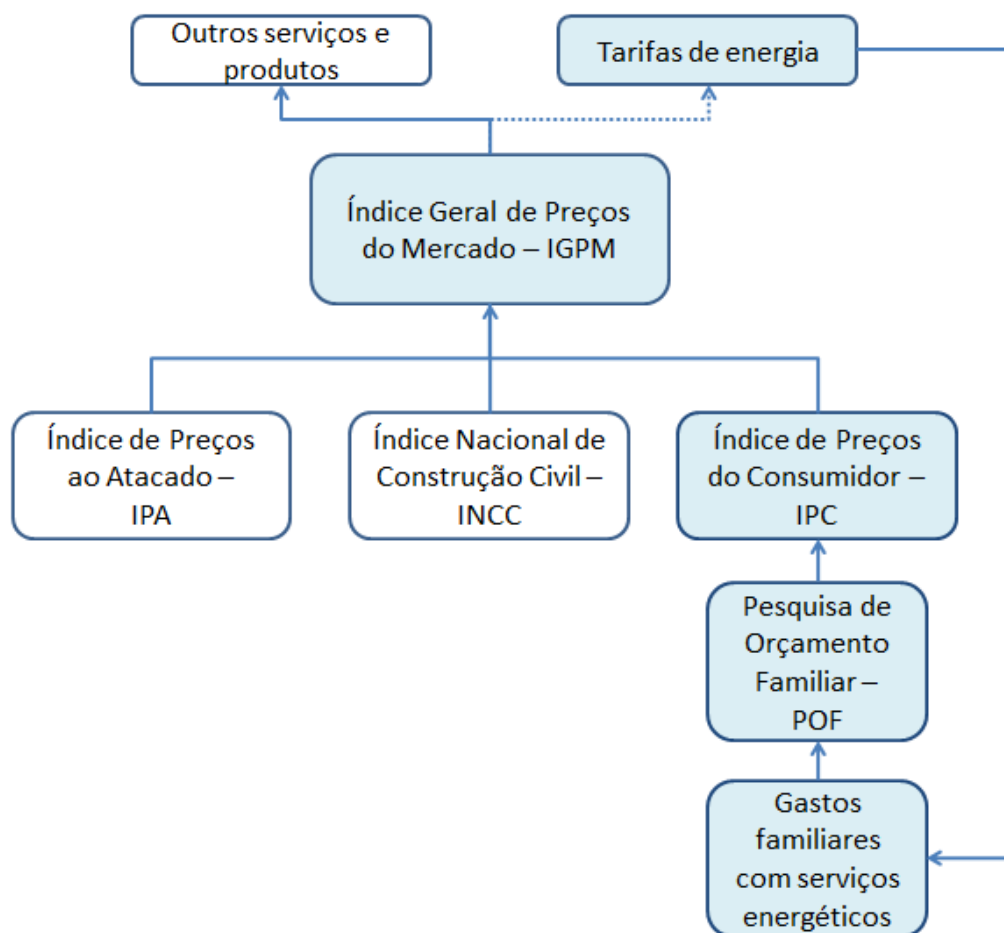 Outros serviços e
produtos
Tarifas de energia
Índice Geral de Preços
do Mercado – IGPM
Índice de Preços
ao Atacado –
IPA
Índice Nacional de
Construção Civil –
INCC
Índice de Preços
do Consumidor –
IPC
Pesquisa de
Orçamento
Familiar –
POF
Gastos
familiares
com serviços
energéticos